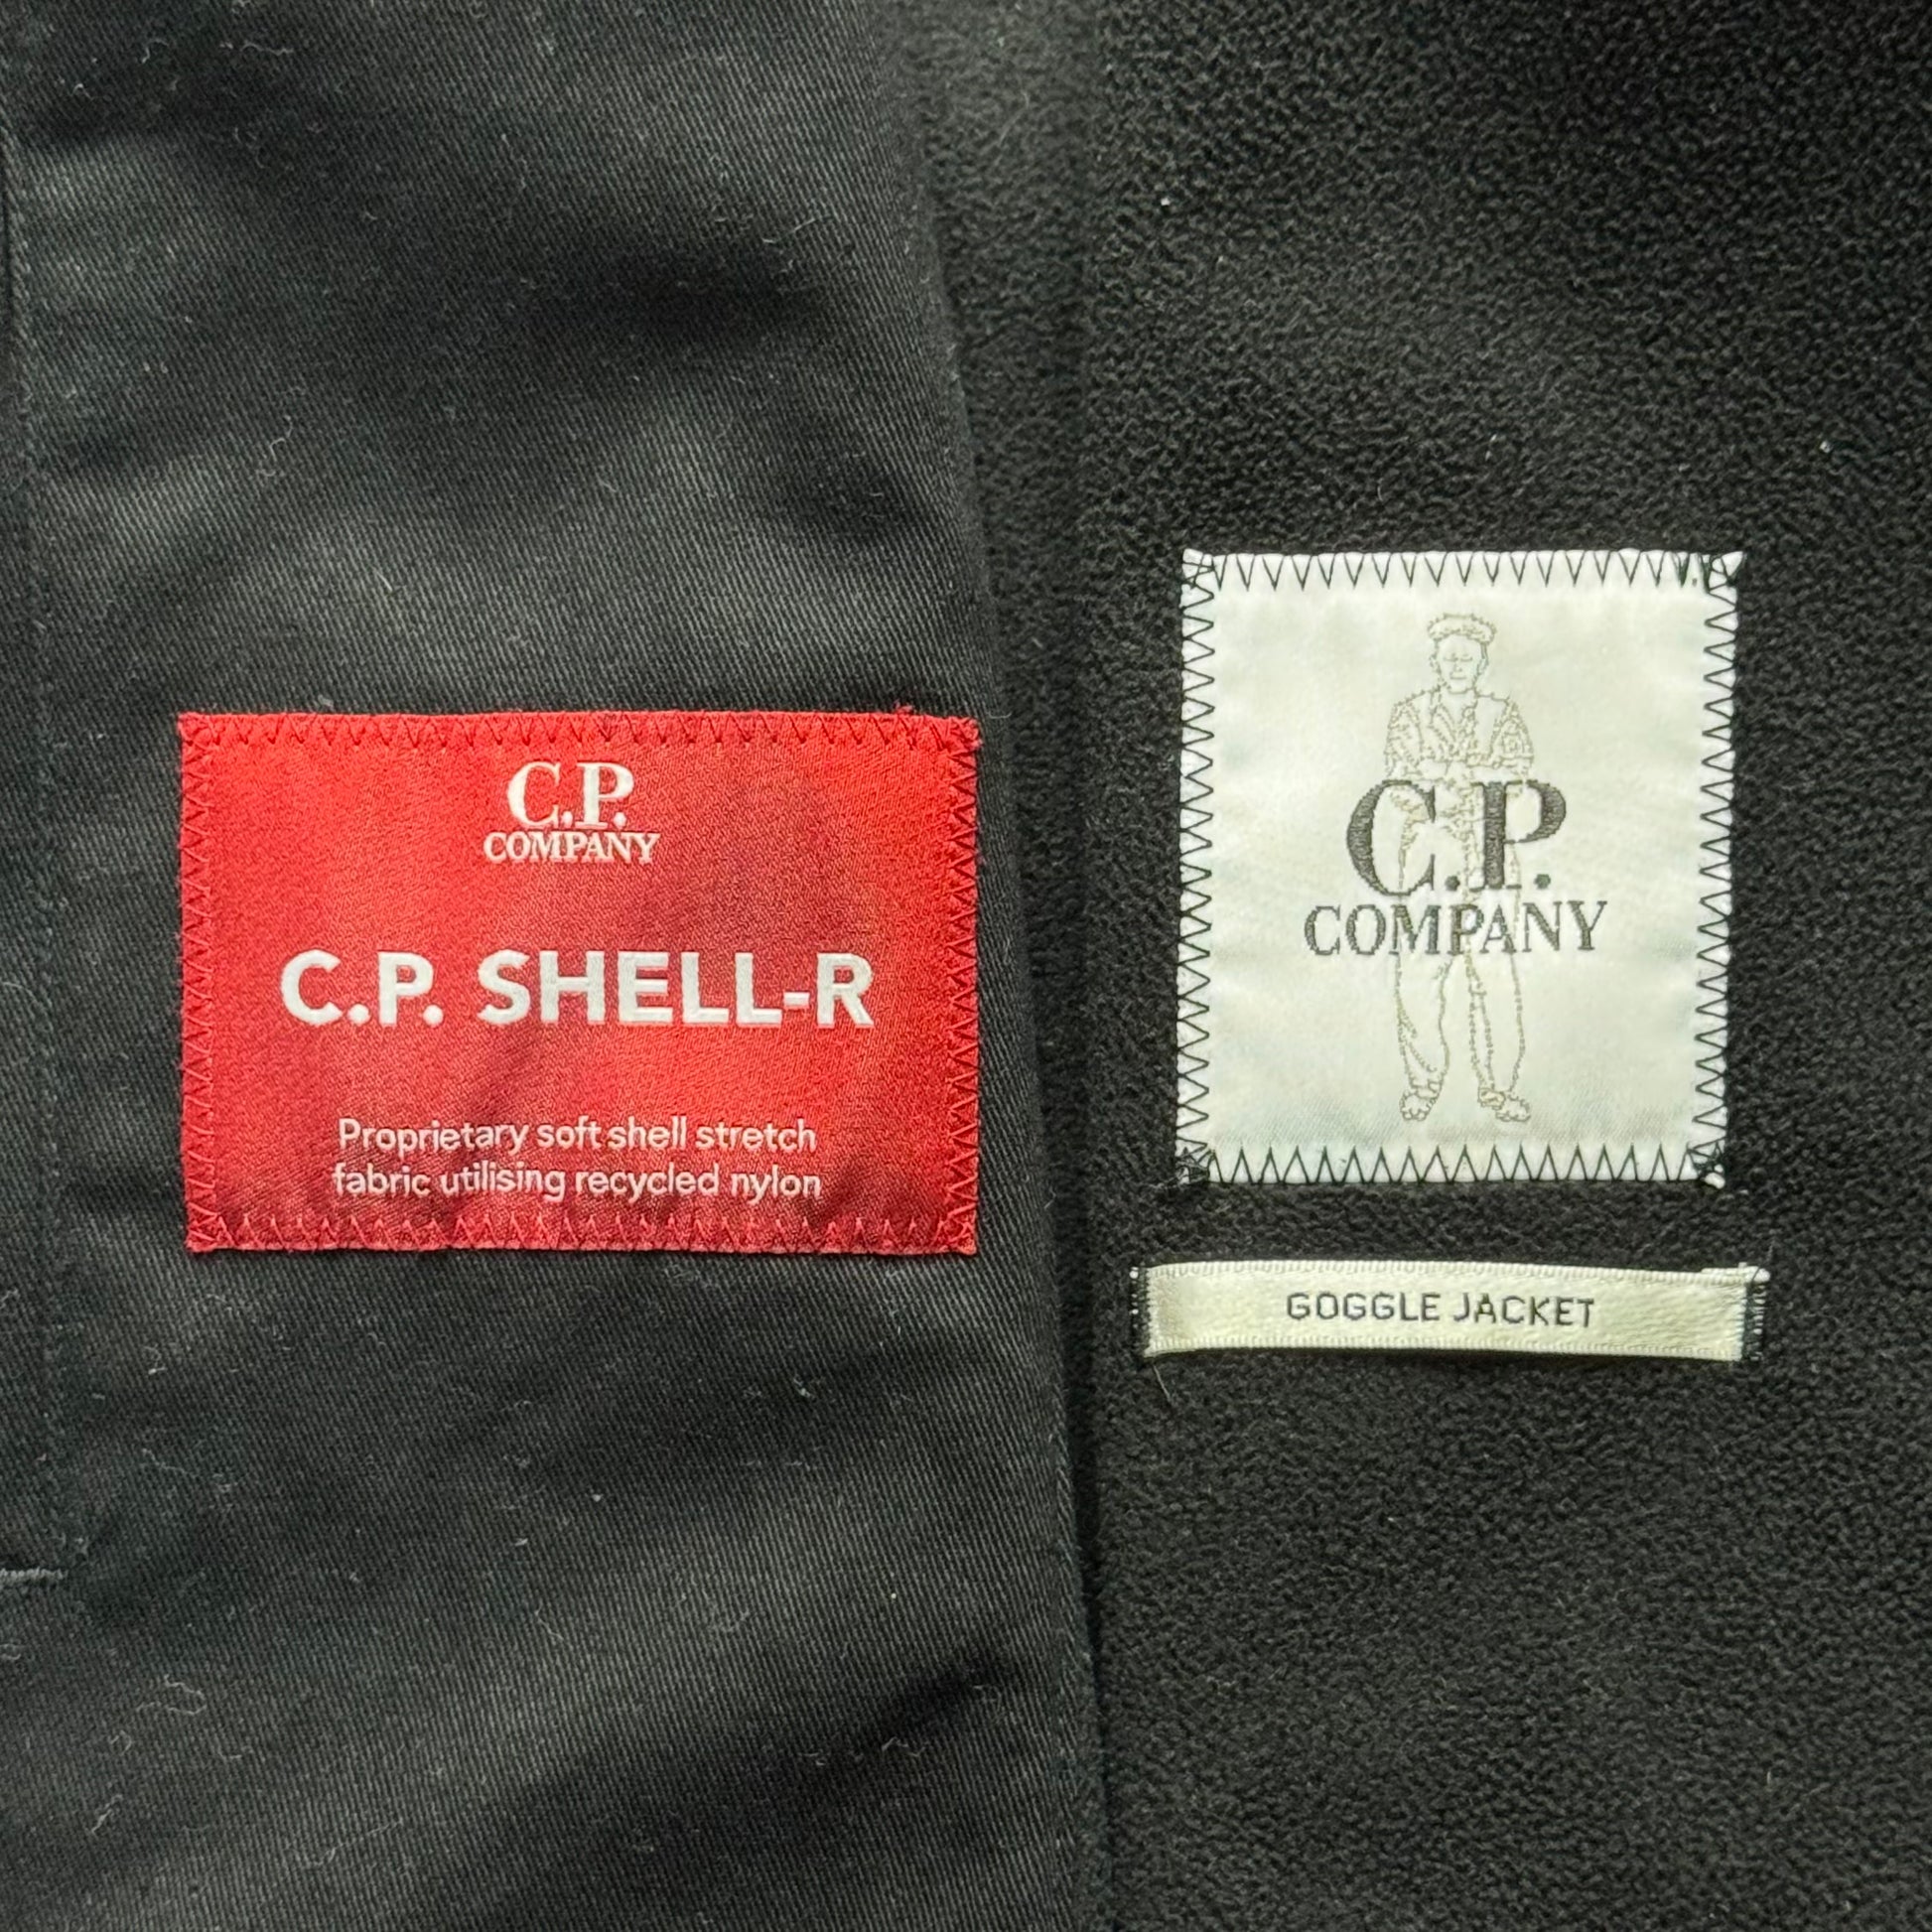 C.P.
COMPANY
C.P. SHELL-R
Proprietary soft shell stretch
fabric utilising recycled nylon
C.P.
COMPANY
GOGGLE JACKET